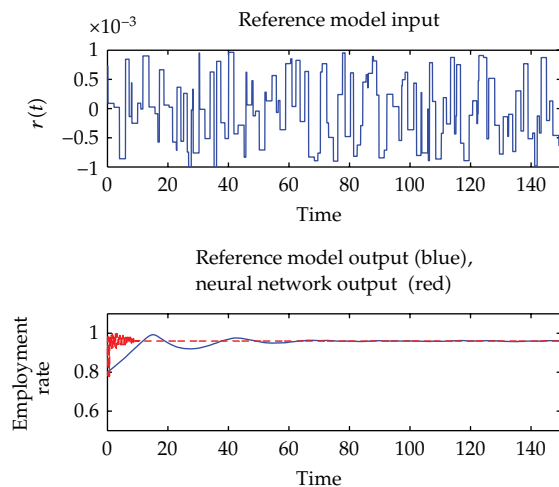 Reference model input
×10−3
1
0.5
0
−0.5
−1
r(t)
0 20 40 60 80 100 120 140
Time
Reference model output (blue),
neural network output (red)
1
0.8
0.6
Employment
rate
0 20 40 60 80 100 120 140
Time